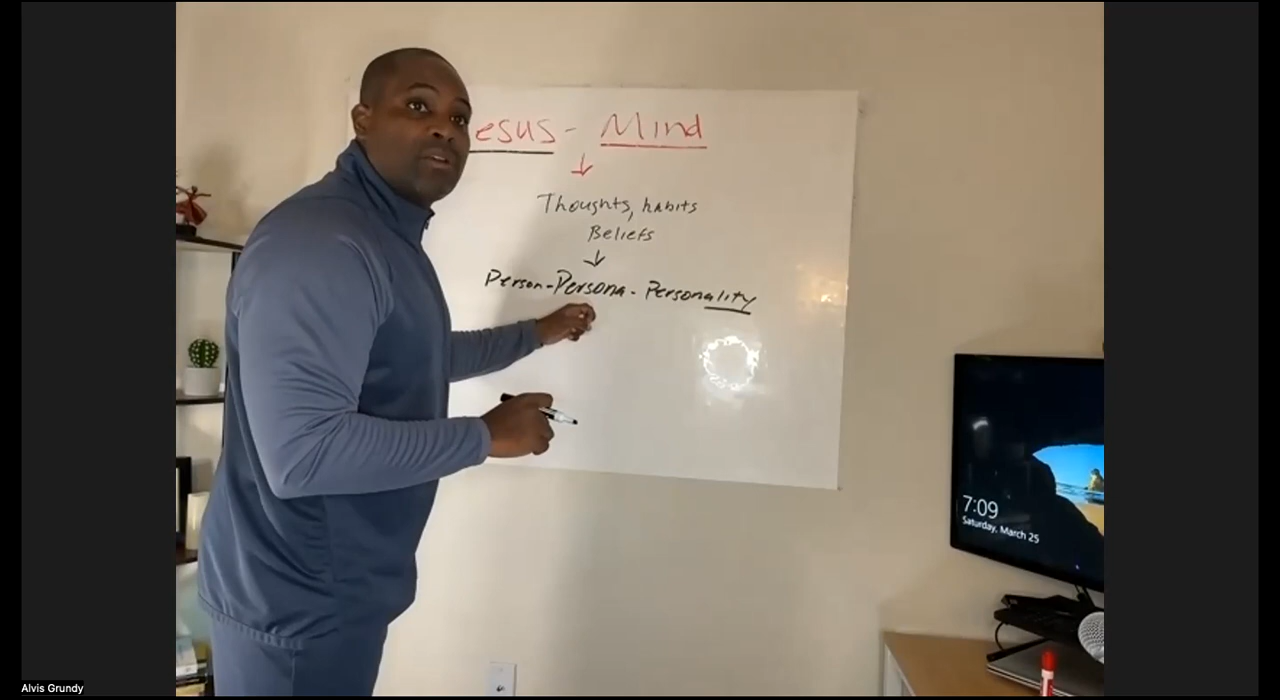 esus - Mind
↓
Thoughts, habits
Beliefs
↓
Person - Persona - Personality
7:09
Saturday, March 25
Alvis Grundy